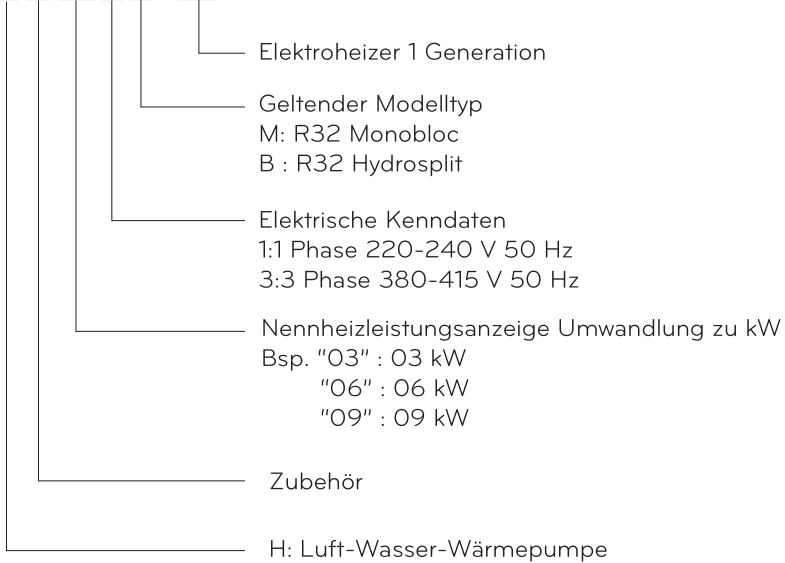 Elektroheizer 1 Generation
Geltender Modelltyp
M: R32 Monobloc
B : R32 Hydrosplit
Elektrische Kenndaten
1:1 Phase 220-240 V 50 Hz
3:3 Phase 380-415 V 50 Hz
Nennheizleistungsanzeige Umwandlung zu kW
Bsp. "03" : 03 kW
"06" : 06 kW
"09" : 09 kW
Zubehör
H: Luft-Wasser-Wärmepumpe